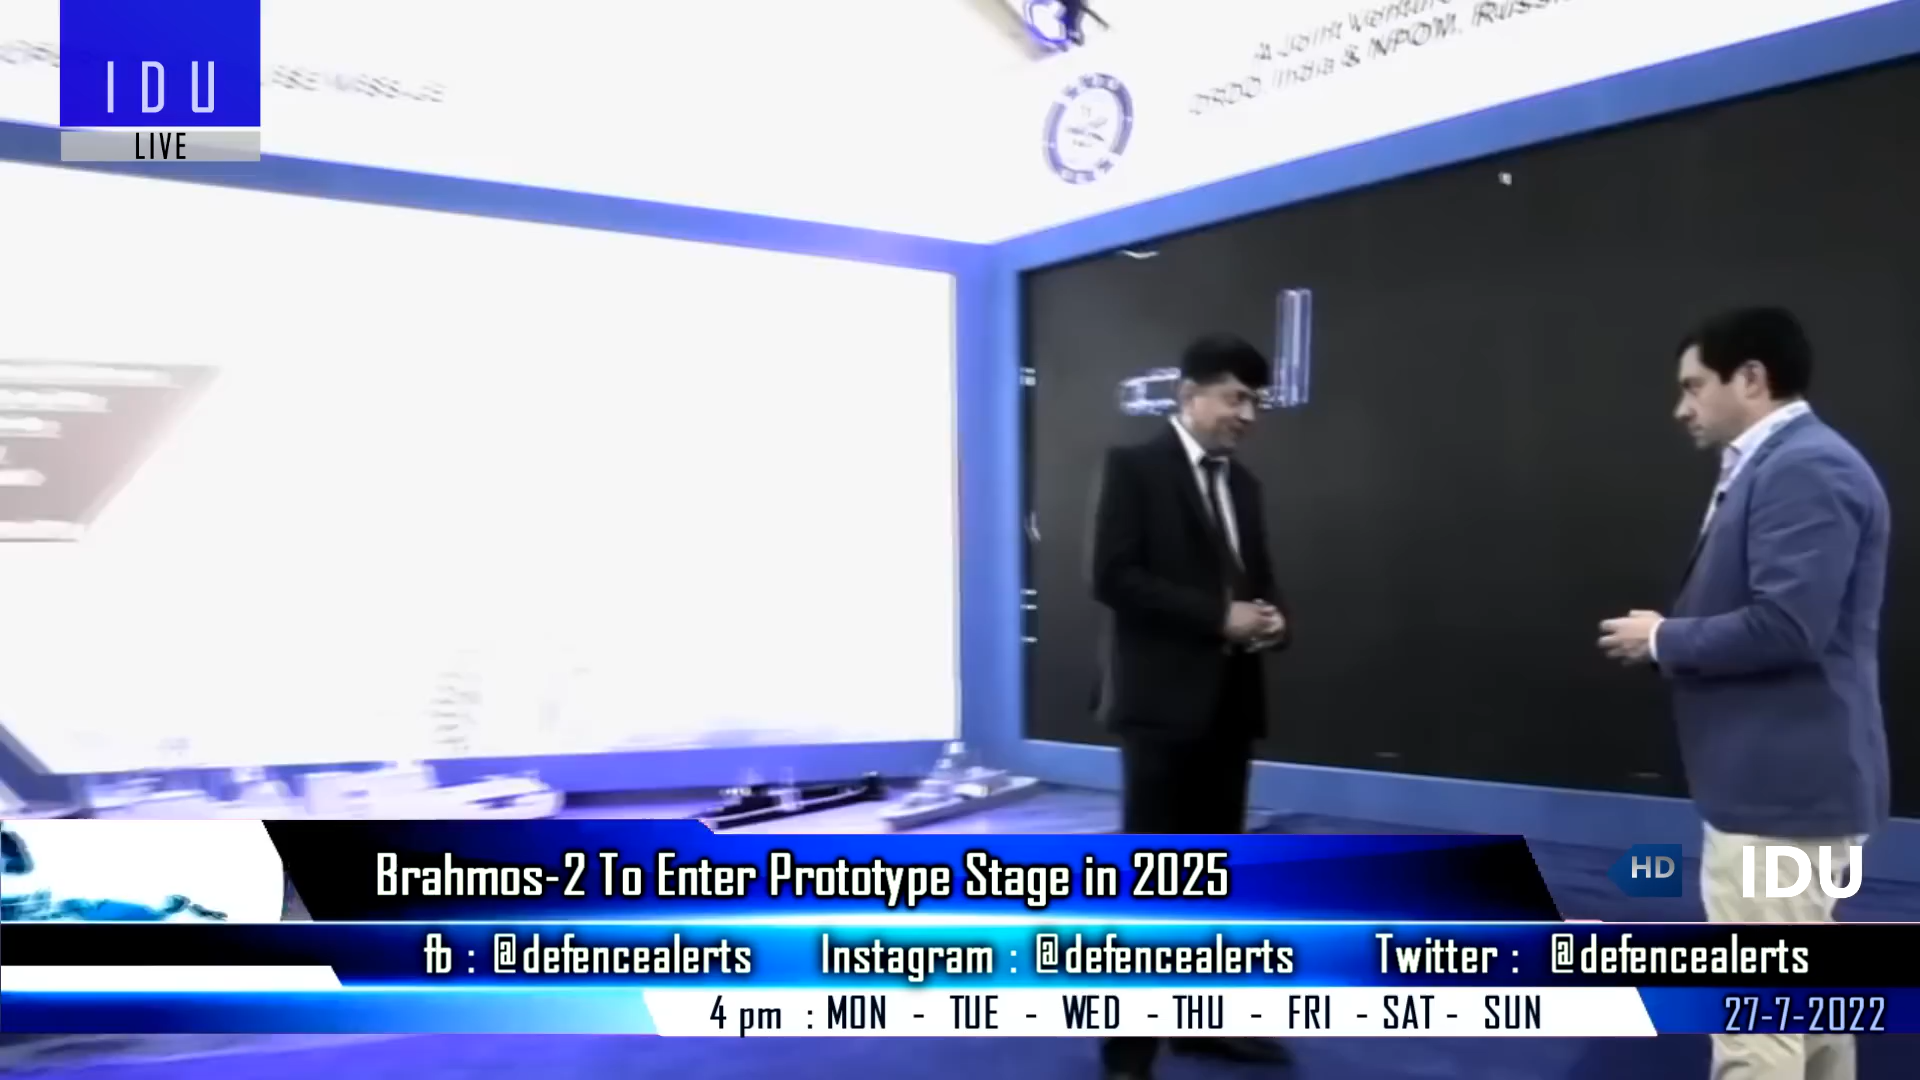 IDU
LIVE
A Joint Venture
DRDO, India & NPOM, Russia
Brahmos-2 To Enter Prototype Stage in 2025
HD
IDU
fb : @defencealerts Instagram : @defencealerts Twitter : @defencealerts
4 pm : MON - TUE - WED - THU - FRI - SAT - SUN
27-7-2022